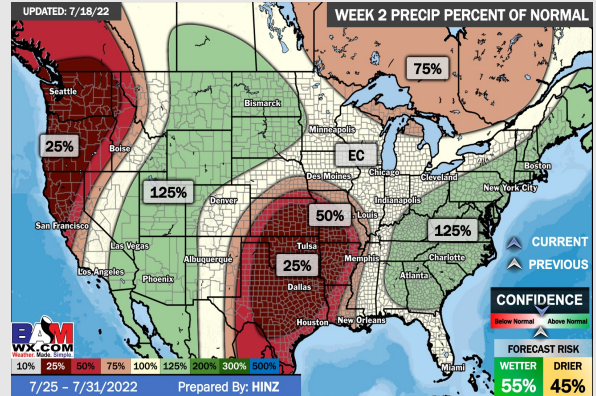 UPDATED: 7/18/22
WEEK 2 PRECIP PERCENT OF NORMAL
75%
Seattle
Bismarck
Minneapolis
25%
Boise
EC
Boston
Des Moines
Chicago
Cleveland
New York City
125%
Denver
Indianapolis
50%
Louis
125%
San Francisco
Las Vegas
Tulsa
CURRENT
Albuquerque
25%
Memphis
Charlotte
PREVIOUS
Los Angeles
Phoenix
Dallas
Atlanta
CONFIDENCE
Houston
New Orleans
Below Normal
Above Normal
BAM
WX.COM
Weather. Made. Simple.
FORECAST RISK
Miami
10% 25% 50% 75% 100% 125% 200% 300% 500%
WETTER DRIER
55% 45%
7/25 – 7/31/2022 Prepared By: HINZ